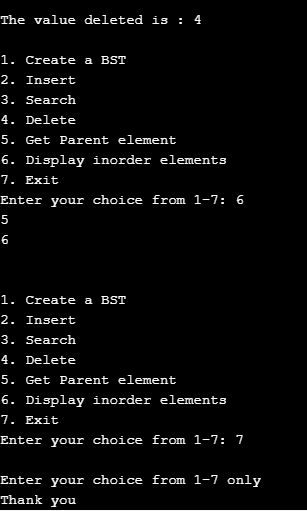 The value deleted is : 4
1. Create a BST
2. Insert
3. Search
4. Delete
5. Get Parent element
6. Display inorder elements
7. Exit
Enter your choice from 1-7: 6
5
6
1. Create a BST
2. Insert
3. Search
4. Delete
5. Get Parent element
6. Display inorder elements
7. Exit
Enter your choice from 1-7: 7
Enter your choice from 1-7 only
Thank you